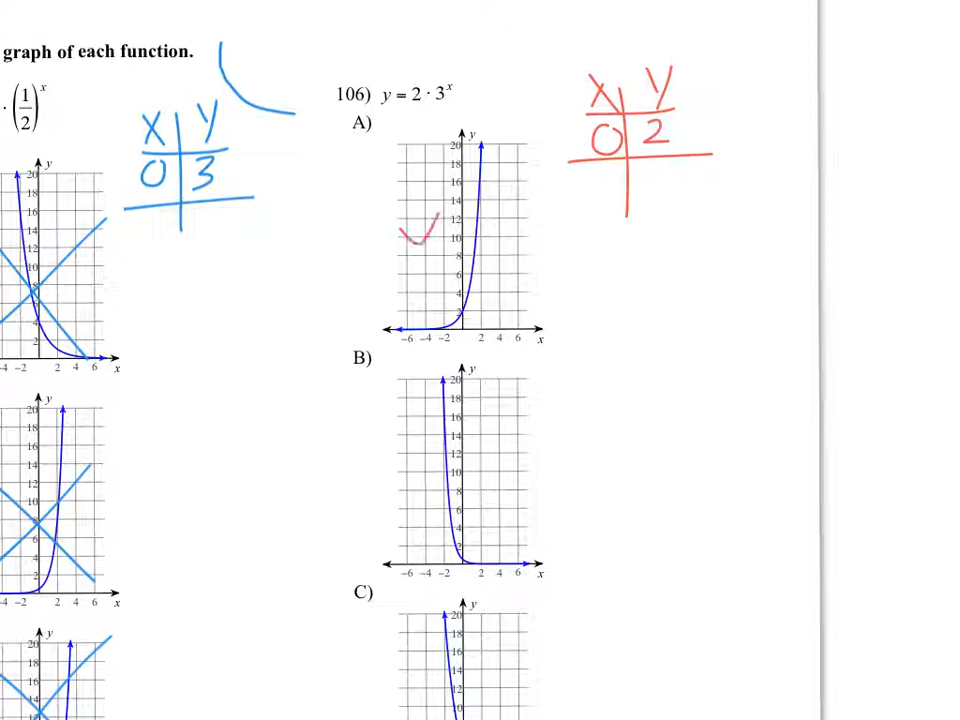 graph of each function.
· (1/2)^x
X Y
0 3
20
18
16
14
12
10
8
4
2
-4 -2 2 4 6 x
y
20
18
16
14
12
10
8
6
4
2
-4 -2 2 4 6 x
y
20
18
16
14
12
y
106) y = 2 · 3^x
A)
y
20
18
16
14
12
10
8
6
4
2
-6 -4 -2 2 4 6 x
B)
y
20
18
16
14
12
10
8
6
4
2
-6 -4 -2 2 4 6 x
C)
y
20
18
16
14
12
10
X Y
0 2